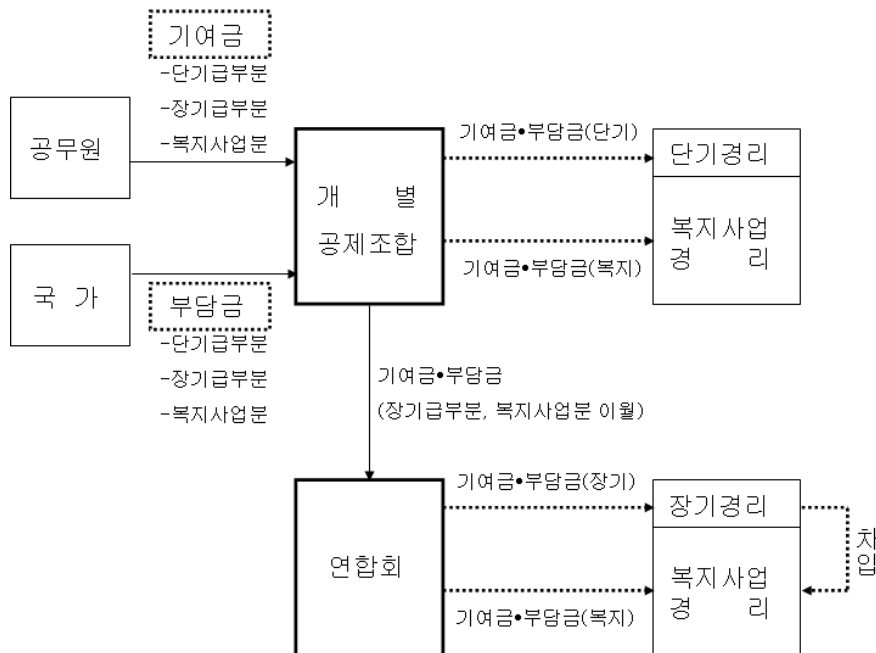 기여금
-단기급부분
-장기급부분
-복지사업분
공무원
국 가
부담금
-단기급부분
-장기급부분
-복지사업분
개 별
공제조합
기여금•부담금(단기)
기여금•부담금(복지)
단기경리
복지사업
경 리
기여금•부담금
(장기급부분, 복지사업분 이월)
연합회
기여금•부담금(장기)
기여금•부담금(복지)
장기경리
복지사업
경 리
차입